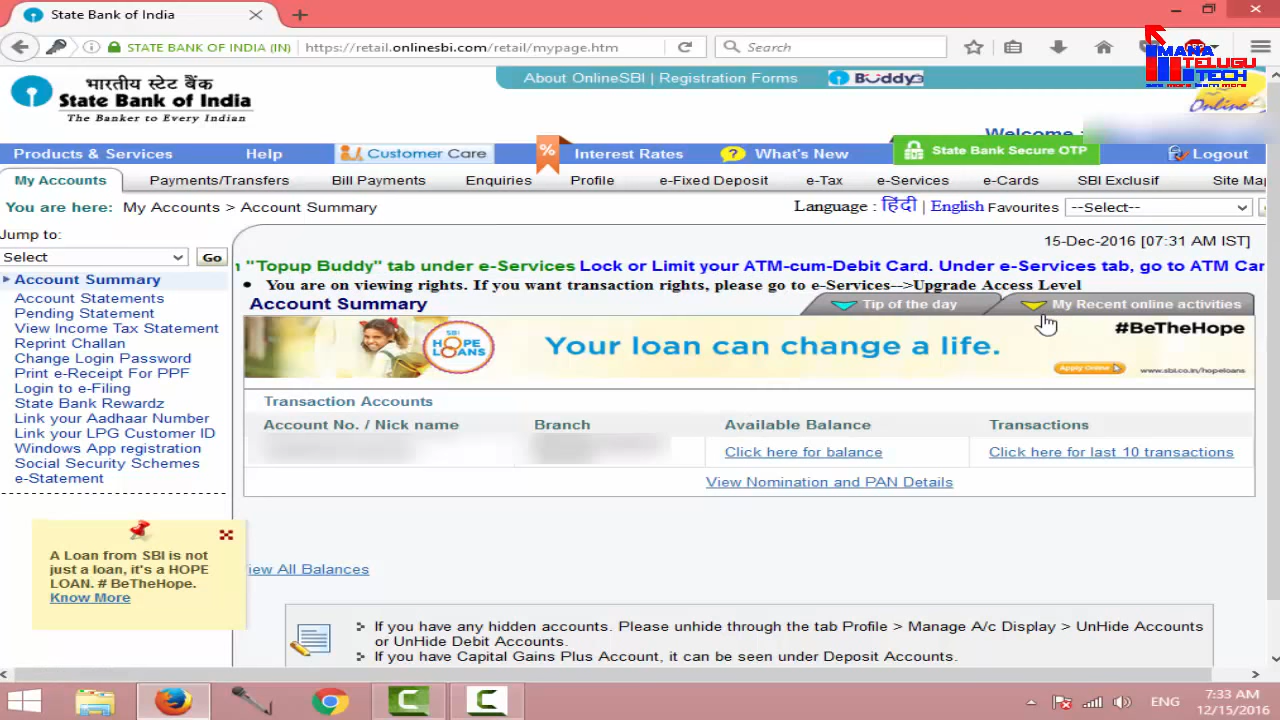 State Bank of India
STATE BANK OF INDIA (IN)
https://retail.onlinesbi.com/retail/mypage.htm
Search
MANA
TELUGU
TECH
भारतीय स्टेट बैंक
State Bank of India
The Banker to Every Indian
About OnlineSBI | Registration Forms
Buddy
Online
Welcome :
Products & Services
Help
Customer Care
%
Interest Rates
?
What's New
State Bank Secure OTP
Logout
My Accounts
Payments/Transfers
Bill Payments
Enquiries
Profile
e-Fixed Deposit
e-Tax
e-Services
e-Cards
SBI Exclusif
Site Map
You are here: My Accounts > Account Summary
Language : हिंदी | English
Favourites
--Select--
Jump to:
Select
Go
15-Dec-2016 [07:31 AM IST]
"Topup Buddy" tab under e-Services Lock or Limit your ATM-cum-Debit Card. Under e-Services tab, go to ATM Car
You are on viewing rights. If you want transaction rights, please go to e-Services-->Upgrade Access Level
Account Summary
Account Statements
Pending Statement
View Income Tax Statement
Reprint Challan
Change Login Password
Print e-Receipt For PPF
Login to e-Filing
State Bank Rewardz
Link your Aadhaar Number
Link your LPG Customer ID
Windows App registration
Social Security Schemes
e-Statement
Account Summary
Tip of the day
My Recent online activities
SBI
HOPE
LOANS
Your loan can change a life.
#BeTheHope
Apply Online
www.sbi.co.in/hopeloans
Transaction Accounts
Account No. / Nick name
Branch
Available Balance
Transactions
Click here for balance
Click here for last 10 transactions
View Nomination and PAN Details
A Loan from SBI is not
just a loan, it's a HOPE
LOAN. # BeTheHope.
Know More
iew All Balances
If you have any hidden accounts. Please unhide through the tab Profile > Manage A/c Display > UnHide Accounts
or UnHide Debit Accounts.
If you have Capital Gains Plus Account, it can be seen under Deposit Accounts.
ENG
7:33 AM
12/15/2016